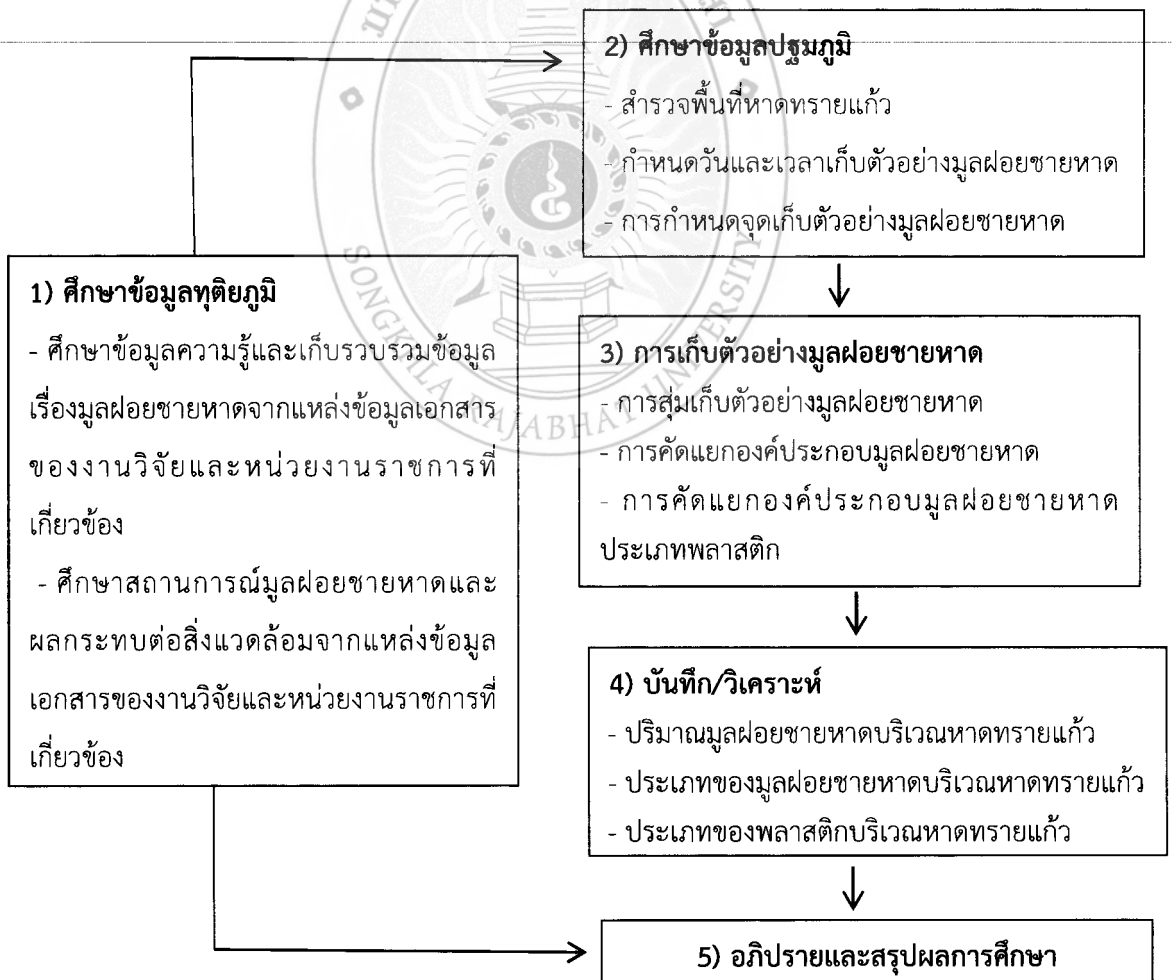 1) ศึกษาข้อมูลทุติยภูมิ
- ศึกษาข้อมูลความรู้และเก็บรวบรวมข้อมูล
เรื่องมูลฝอยชายหาดจากแหล่งข้อมูลเอกสาร
ของงานวิจัยและหน่วยงานราชการที่
เกี่ยวข้อง
- ศึกษาสถานการณ์มูลฝอยชายหาดและ
ผลกระทบต่อสิ่งแวดล้อมจากแหล่งข้อมูล
เอกสารของงานวิจัยและหน่วยงานราชการที่
เกี่ยวข้อง
2) ศึกษาข้อมูลปฐมภูมิ
- สำรวจพื้นที่หาดทรายแก้ว
- กำหนดวันและเวลาเก็บตัวอย่างมูลฝอยชายหาด
- การกำหนดจุดเก็บตัวอย่างมูลฝอยชายหาด
3) การเก็บตัวอย่างมูลฝอยชายหาด
- การสุ่มเก็บตัวอย่างมูลฝอยชายหาด
- การคัดแยกองค์ประกอบมูลฝอยชายหาด
- การคัดแยกองค์ประกอบมูลฝอยชายหาด
ประเภทพลาสติก
4) บันทึก/วิเคราะห์
- ปริมาณมูลฝอยชายหาดบริเวณหาดทรายแก้ว
- ประเภทของมูลฝอยชายหาดบริเวณหาดทรายแก้ว
- ประเภทของพลาสติกบริเวณหาดทรายแก้ว
5) อภิปรายและสรุปผลการศึกษา
SONGKHLA RAJABHAT UNIVERSITY